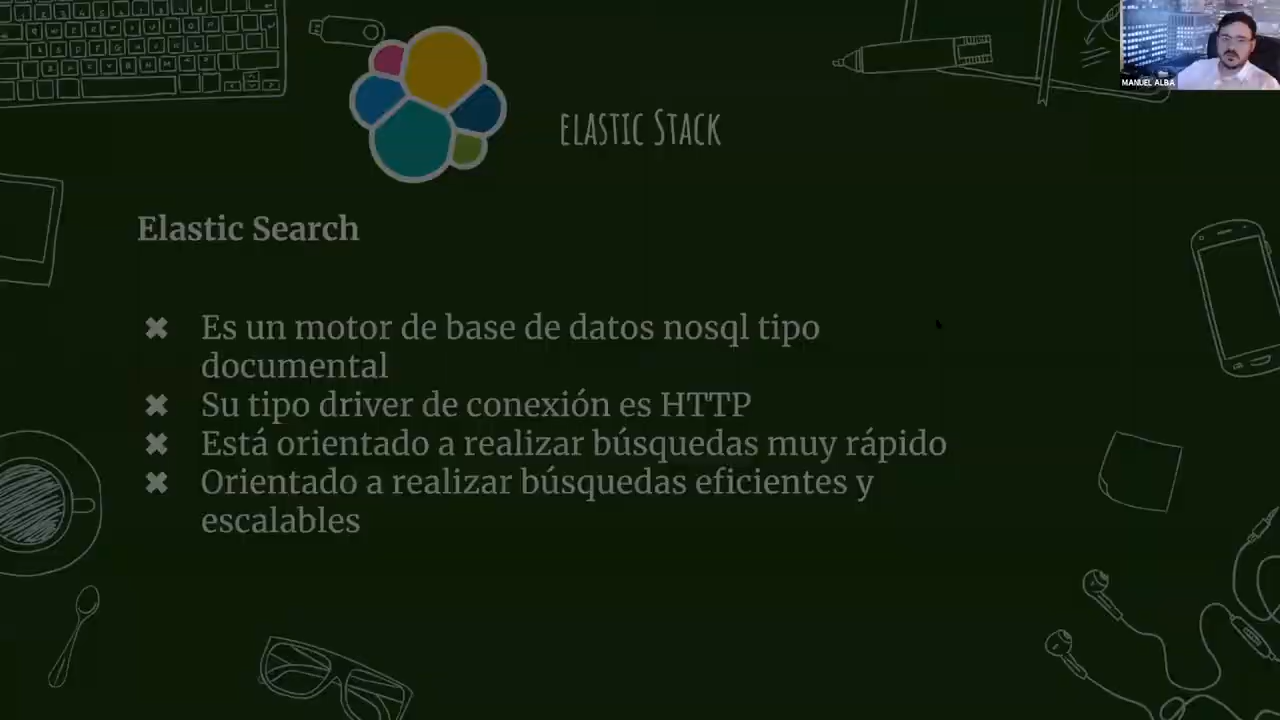 MANUEL ALBA
ELASTIC STACK
Elastic Search
✖ Es un motor de base de datos nosql tipo
documental
✖ Su tipo driver de conexión es HTTP
✖ Está orientado a realizar búsquedas muy rápido
✖ Orientado a realizar búsquedas eficientes y
escalables